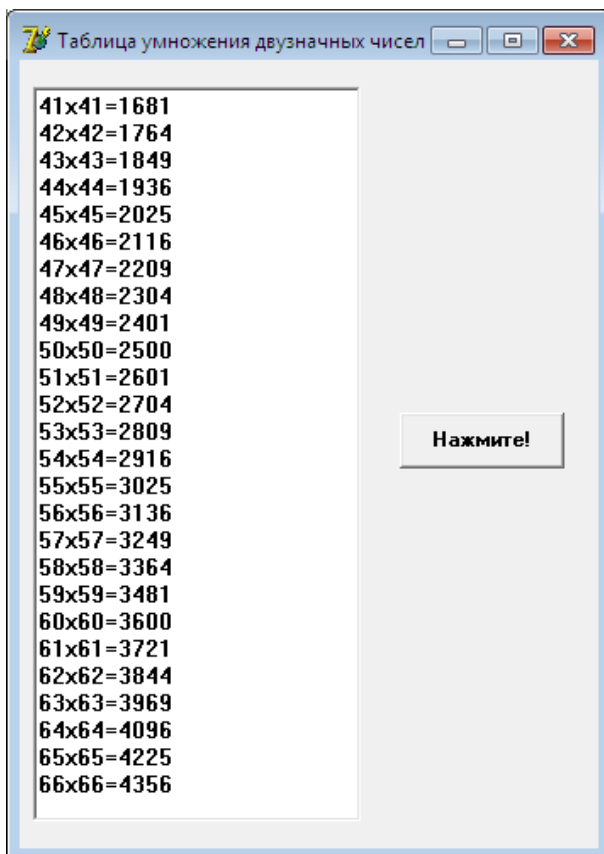 Таблица умножения двузначных чисел
41x41=1681
42x42=1764
43x43=1849
44x44=1936
45x45=2025
46x46=2116
47x47=2209
48x48=2304
49x49=2401
50x50=2500
51x51=2601
52x52=2704
53x53=2809
54x54=2916
55x55=3025
56x56=3136
57x57=3249
58x58=3364
59x59=3481
60x60=3600
61x61=3721
62x62=3844
63x63=3969
64x64=4096
65x65=4225
66x66=4356
Нажмите!